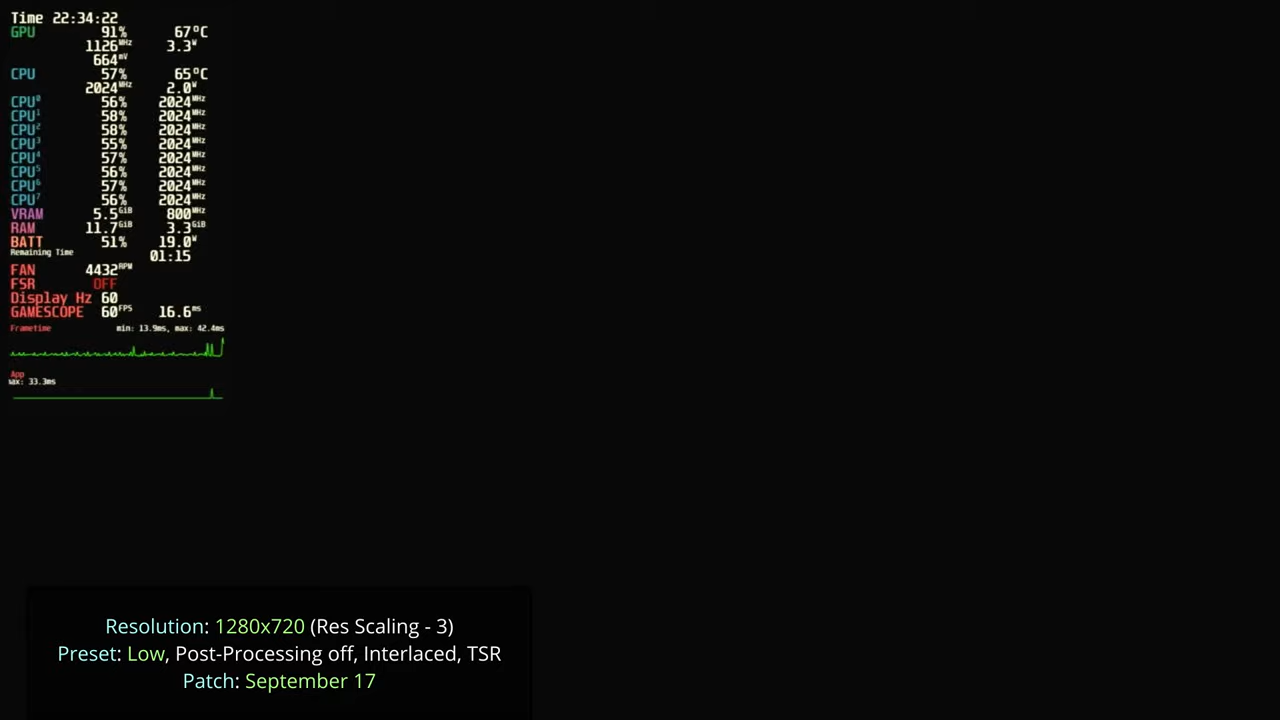 Time 22:34:22
GPU 91% 67°C
1126MHz 3.3W
664mV
CPU 57% 65°C
2024MHz 2.0W
CPU0 56% 2024MHz
CPU1 58% 2024MHz
CPU2 58% 2024MHz
CPU3 55% 2024MHz
CPU4 57% 2024MHz
CPU5 56% 2024MHz
CPU6 57% 2024MHz
CPU7 56% 2024MHz
VRAM 5.5GiB 800MHz
RAM 11.7GiB 3.3GiB
BATT 51% 19.0W
Remaining Time 01:15
FAN 4432RPM
FSR OFF
Display Hz 60
GAMESCOPE 60FPS 16.6ms
Frametime min: 13.9ms, max: 42.4ms
App
max: 33.3ms
Resolution: 1280x720 (Res Scaling - 3)
Preset: Low, Post-Processing off, Interlaced, TSR
Patch: September 17